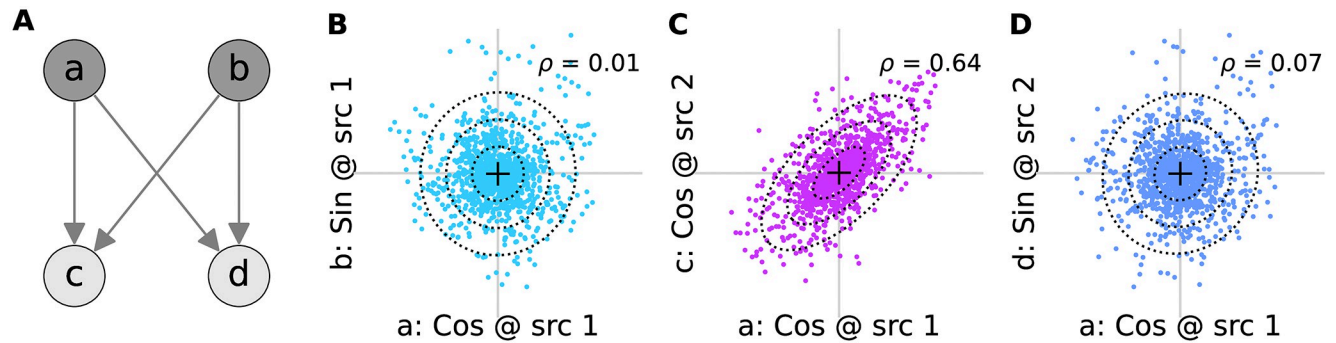 A
a
b
c
d
B
ρ = 0.01
b: Sin @ src 1
a: Cos @ src 1
C
ρ = 0.64
c: Cos @ src 2
a: Cos @ src 1
D
ρ = 0.07
d: Sin @ src 2
a: Cos @ src 1